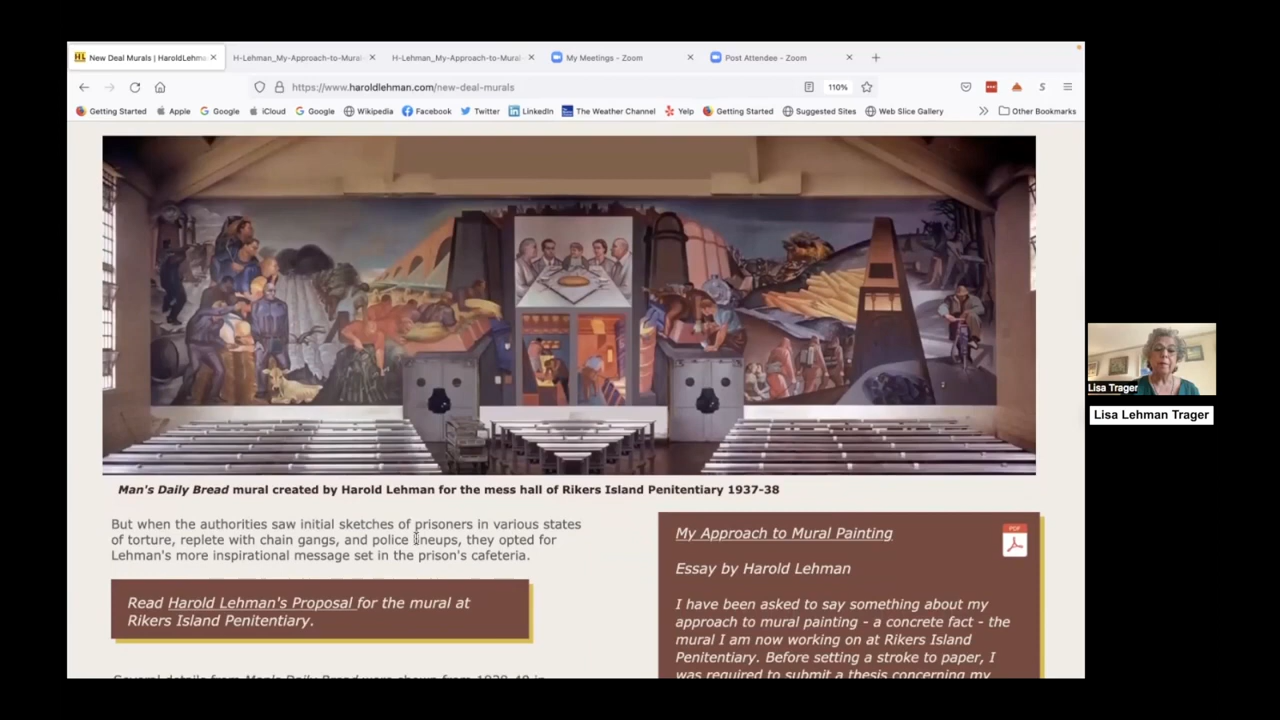 New Deal Murals | HaroldLehm
H-Lehman_My-Approach-to-Mural
H-Lehman_My-Approach-to-Mural
My Meetings - Zoom
Post Attendee - Zoom
https://www.haroldlehman.com/new-deal-murals
110%
Getting Started
Apple
Google
iCloud
Google
Wikipedia
Facebook
Twitter
LinkedIn
The Weather Channel
Yelp
Getting Started
Suggested Sites
Web Slice Gallery
Other Bookmarks
Man's Daily Bread mural created by Harold Lehman for the mess hall of Rikers Island Penitentiary 1937-38
But when the authorities saw initial sketches of prisoners in various states
of torture, replete with chain gangs, and police lineups, they opted for
Lehman's more inspirational message set in the prison's cafeteria.
Read Harold Lehman's Proposal for the mural at
Rikers Island Penitentiary.
My Approach to Mural Painting
PDF
Essay by Harold Lehman
I have been asked to say something about my
approach to mural painting - a concrete fact - the
mural I am now working on at Rikers Island
Penitentiary. Before setting a stroke to paper, I
was required to submit a thesis concerning my
Lisa Trager
Lisa Lehman Trager